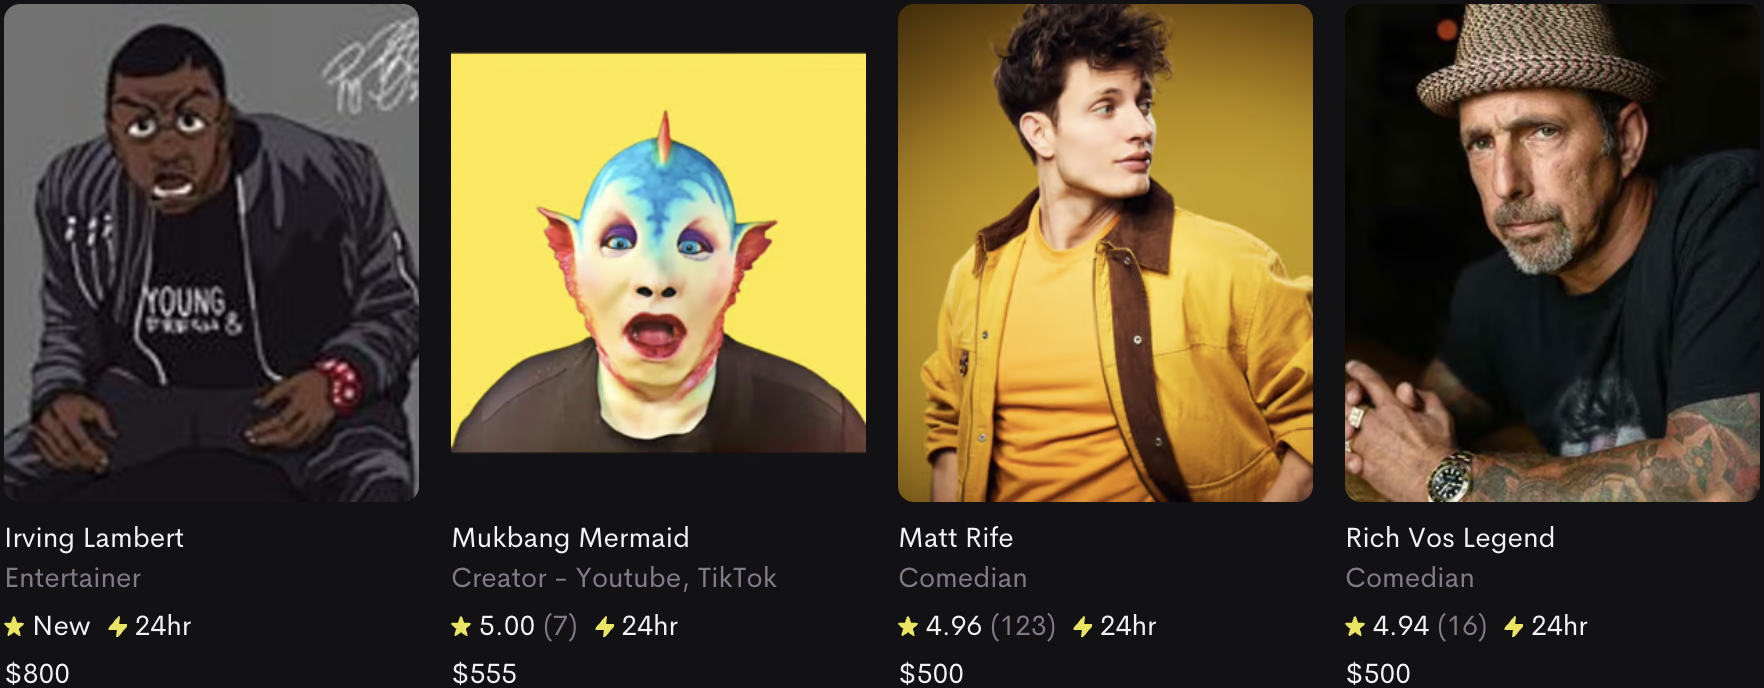 YOUNG
FRESH &
Irving Lambert
Entertainer
New 24hr
$800
Mukbang Mermaid
Creator - Youtube, TikTok
5.00 (7) 24hr
$555
Matt Rife
Comedian
4.96 (123) 24hr
$500
Rich Vos Legend
Comedian
4.94 (16) 24hr
$500